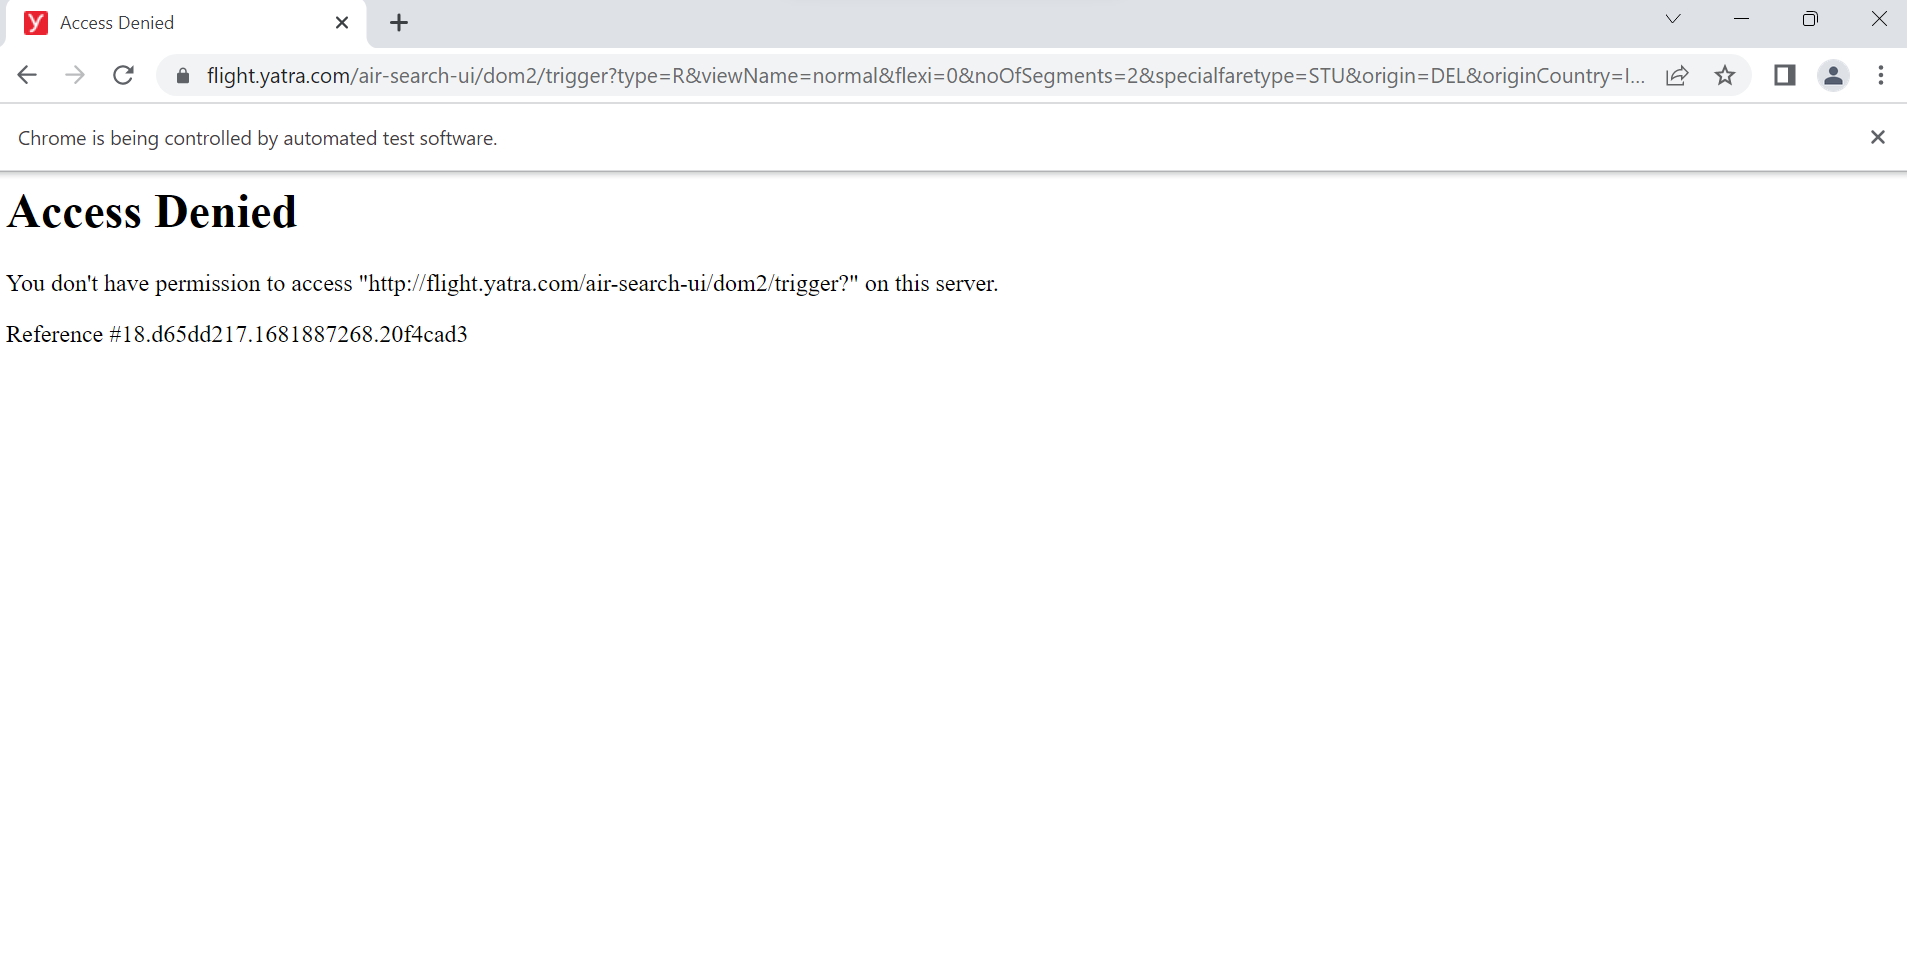 Access Denied
flight.yatra.com/air-search-ui/dom2/trigger?type=R&viewName=normal&flexi=0&noOfSegments=2&specialfaretype=STU&origin=DEL&originCountry=I...
Chrome is being controlled by automated test software.
Access Denied
You don't have permission to access "http://flight.yatra.com/air-search-ui/dom2/trigger?" on this server.
Reference #18.d65dd217.1681887268.20f4cad3